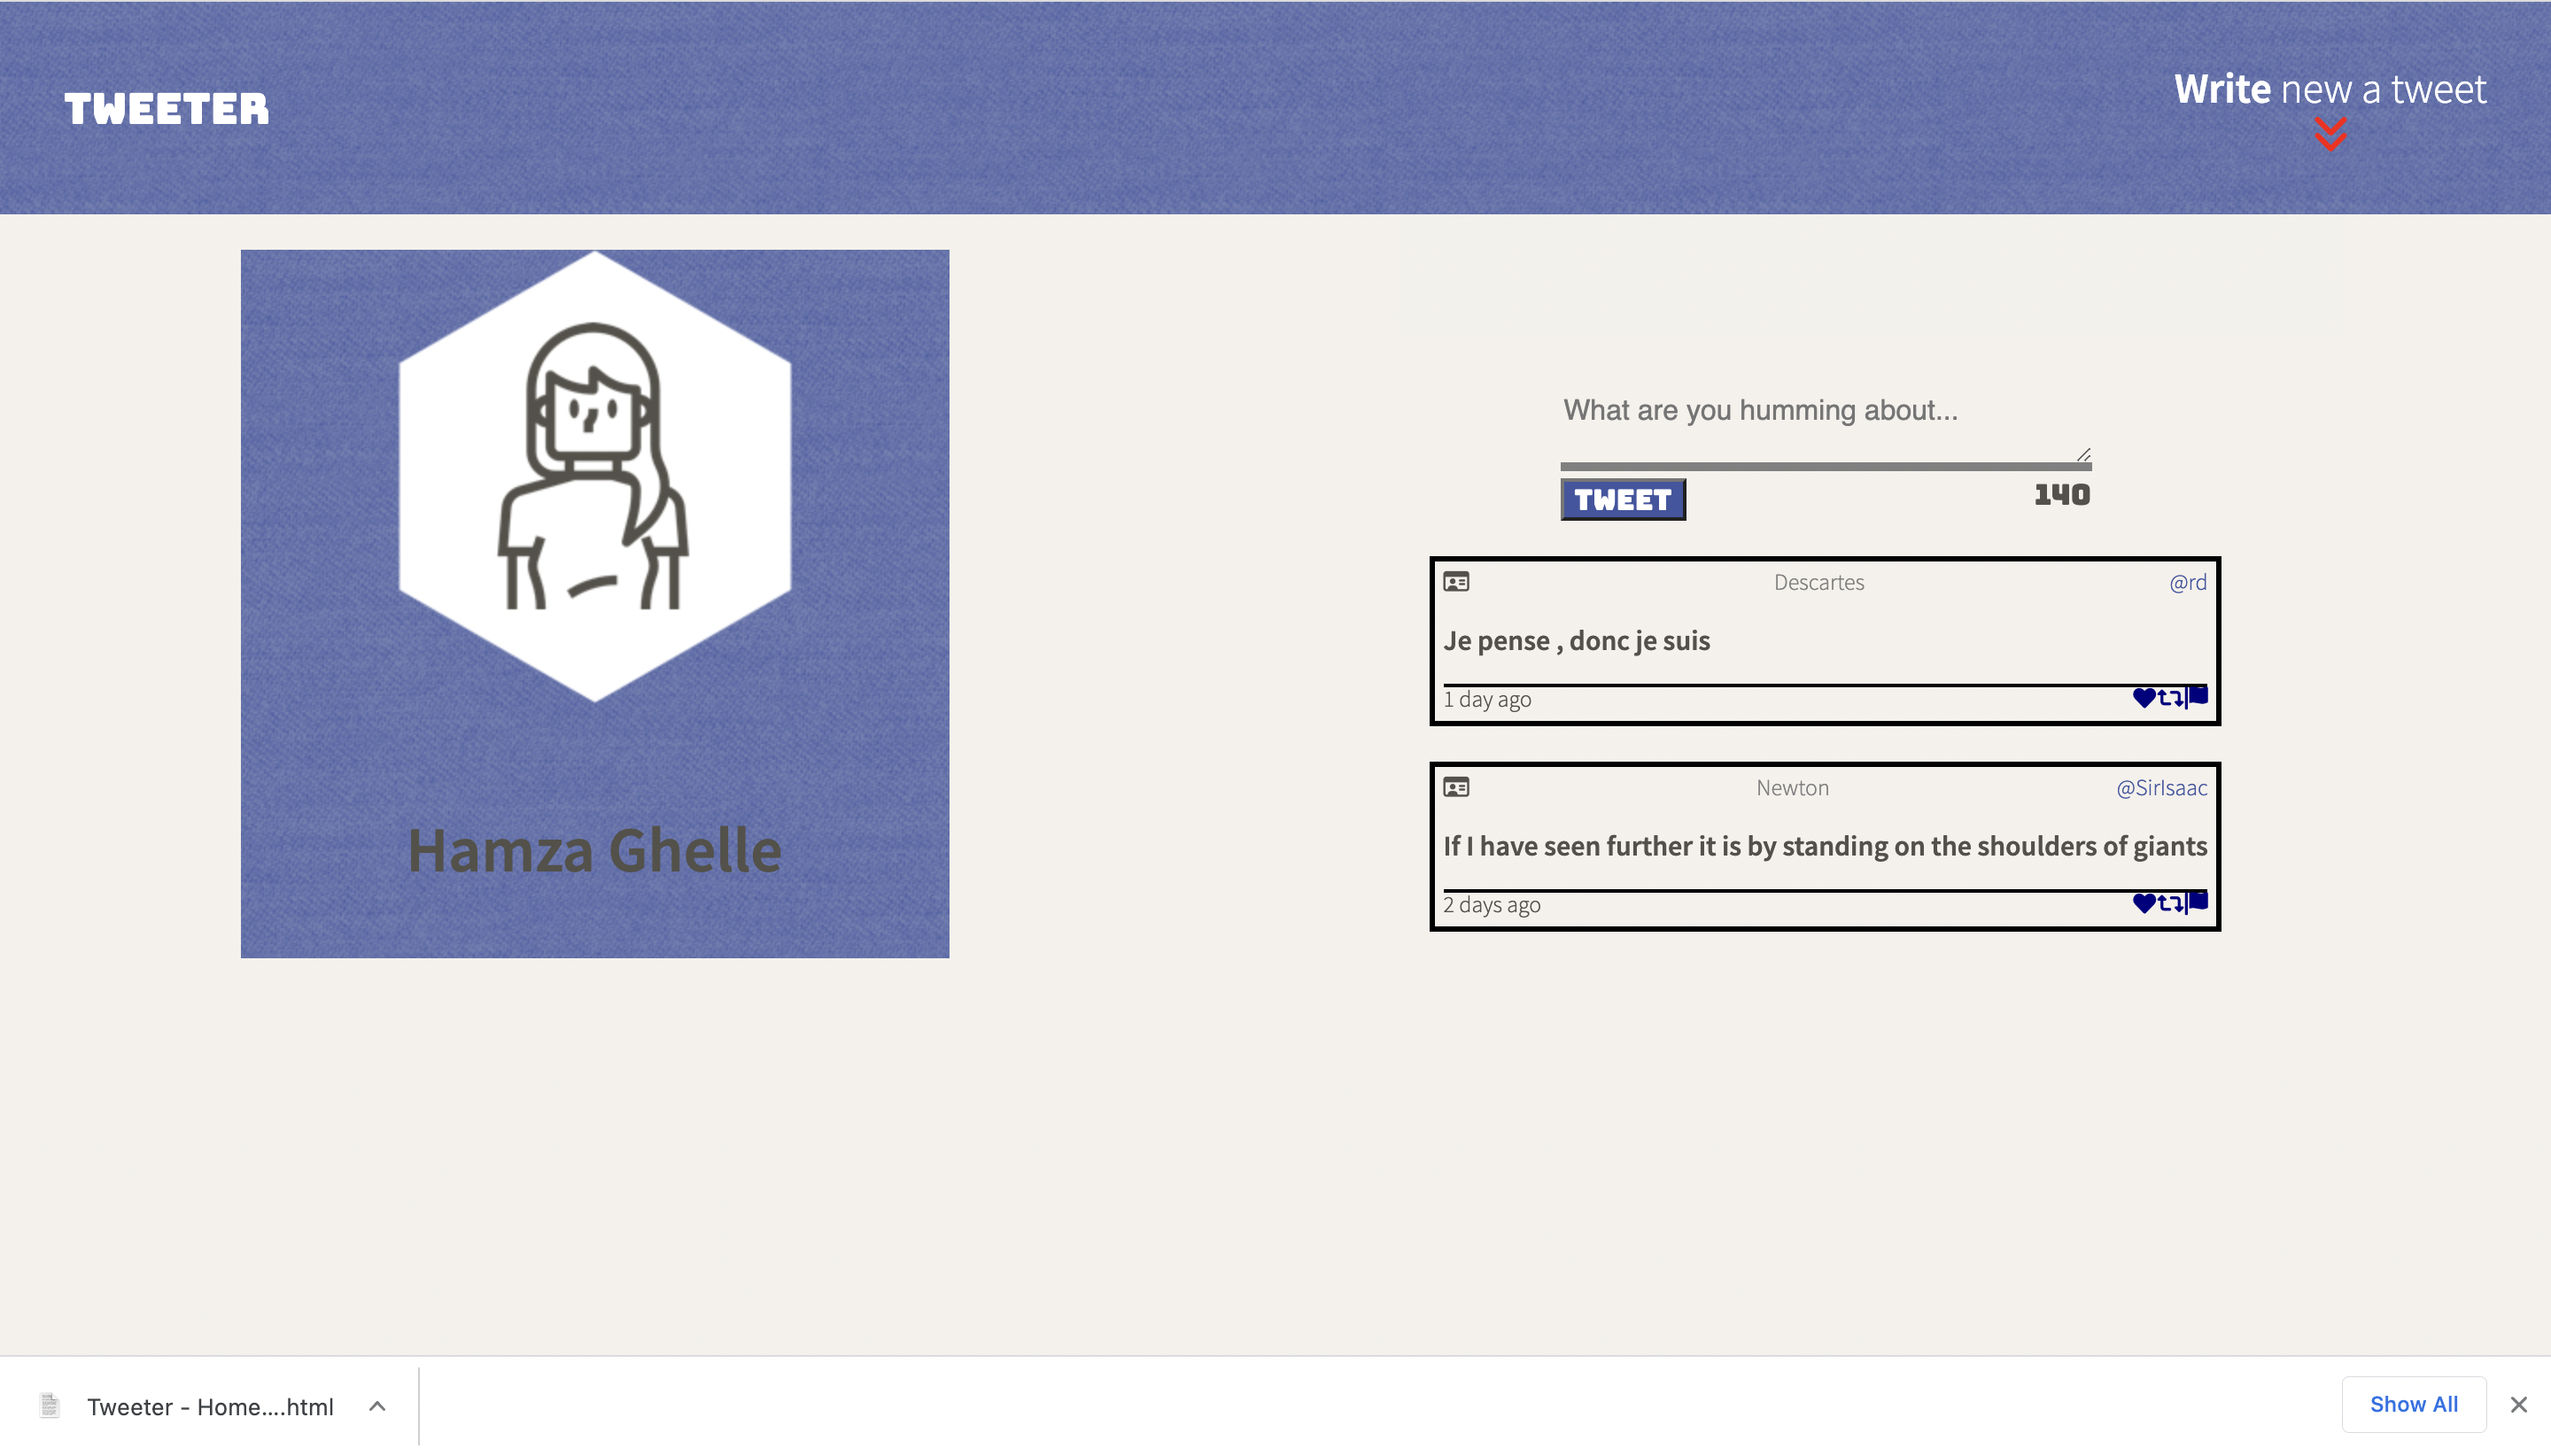 TWEETER
Write new a tweet
Hamza Ghelle
What are you humming about...
TWEET
140
Descartes
@rd
Je pense , donc je suis
1 day ago
Newton
@SirIsaac
If I have seen further it is by standing on the shoulders of giants
2 days ago
Tweeter - Home....html
Show All